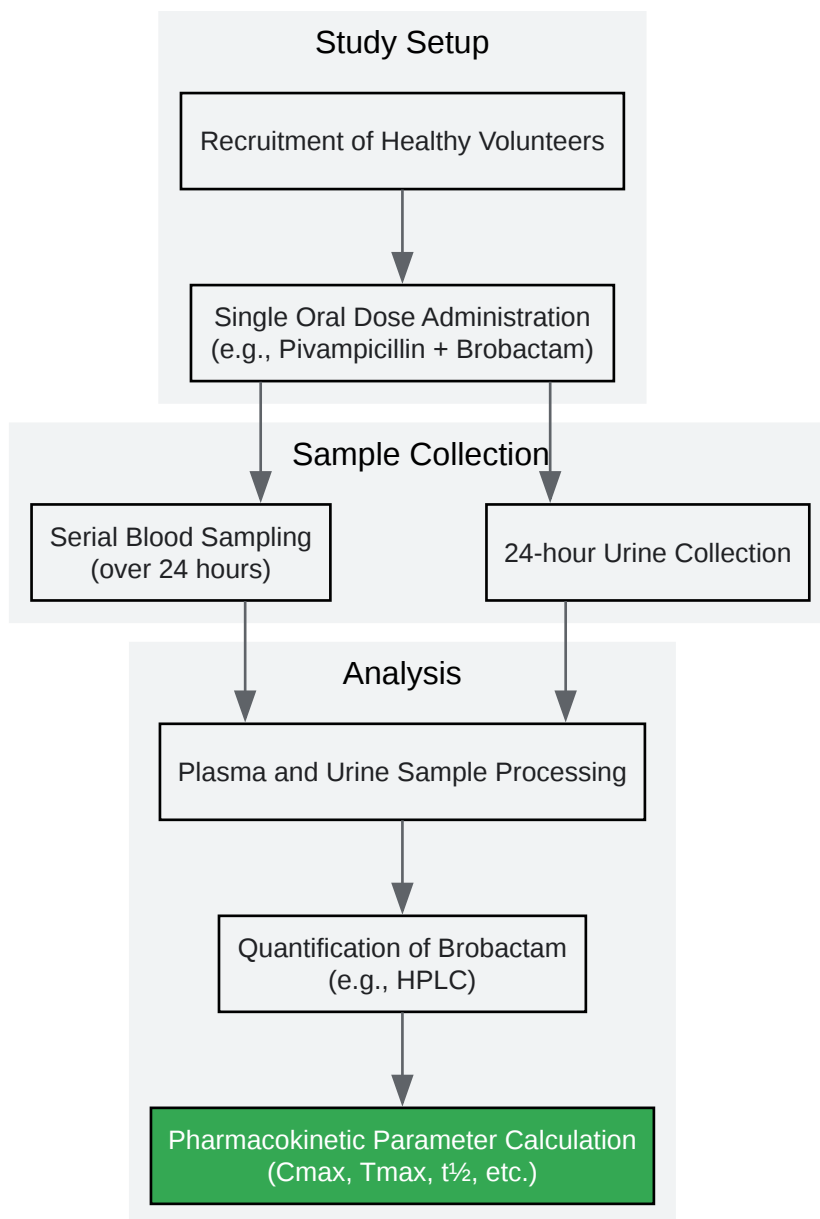 Study Setup
Recruitment of Healthy Volunteers
Single Oral Dose Administration
(e.g., Pivampicillin + Brobactam)
Sample Collection
Serial Blood Sampling
(over 24 hours)
24-hour Urine Collection
Analysis
Plasma and Urine Sample Processing
Quantification of Brobactam
(e.g., HPLC)
Pharmacokinetic Parameter Calculation
(Cmax, Tmax, t½, etc.)